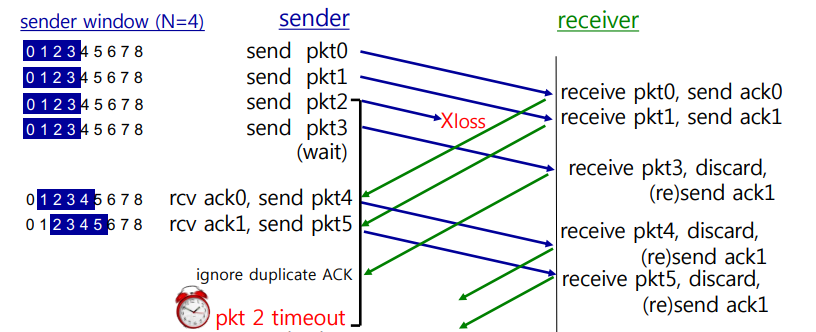 sender window (N=4)
sender
receiver
0 1 2 3 4 5 6 7 8
send pkt0
0 1 2 3 4 5 6 7 8
send pkt1
0 1 2 3 4 5 6 7 8
send pkt2
0 1 2 3 4 5 6 7 8
send pkt3
(wait)
Xloss
receive pkt0, send ack0
receive pkt1, send ack1
receive pkt3, discard,
(re)send ack1
0 1 2 3 4 5 6 7 8
rcv ack0, send pkt4
0 1 2 3 4 5 6 7 8
rcv ack1, send pkt5
receive pkt4, discard,
(re)send ack1
receive pkt5, discard,
(re)send ack1
ignore duplicate ACK
pkt 2 timeout